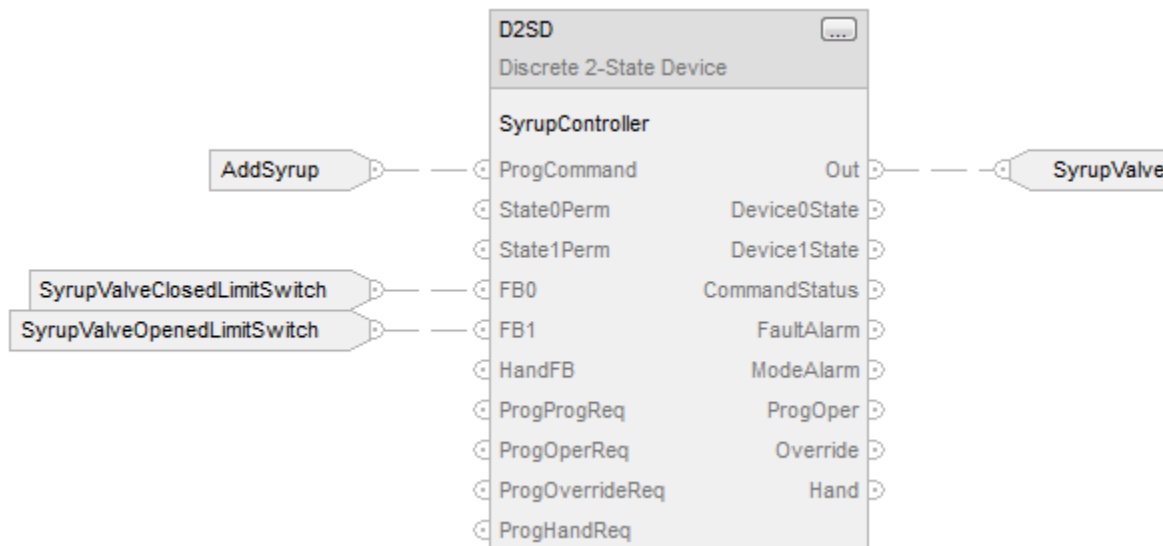 D2SD ...
Discrete 2-State Device
SyrupController
AddSyrup ProgCommand Out SyrupValve
State0Perm Device0State
State1Perm Device1State
SyrupValveClosedLimitSwitch FB0 CommandStatus
SyrupValveOpenedLimitSwitch FB1 FaultAlarm
HandFB ModeAlarm
ProgProgReq ProgOper
ProgOperReq Override
ProgOverrideReq Hand
ProgHandReq